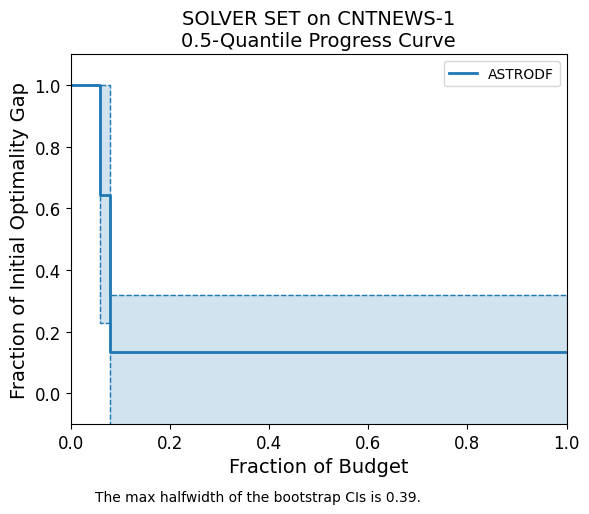 SOLVER SET on CNTNEWS-1
0.5-Quantile Progress Curve
ASTRODF
Fraction of Initial Optimality Gap
1.0
0.8
0.6
0.4
0.2
0.0
0.0 0.2 0.4 0.6 0.8 1.0
Fraction of Budget
The max halfwidth of the bootstrap CIs is 0.39.